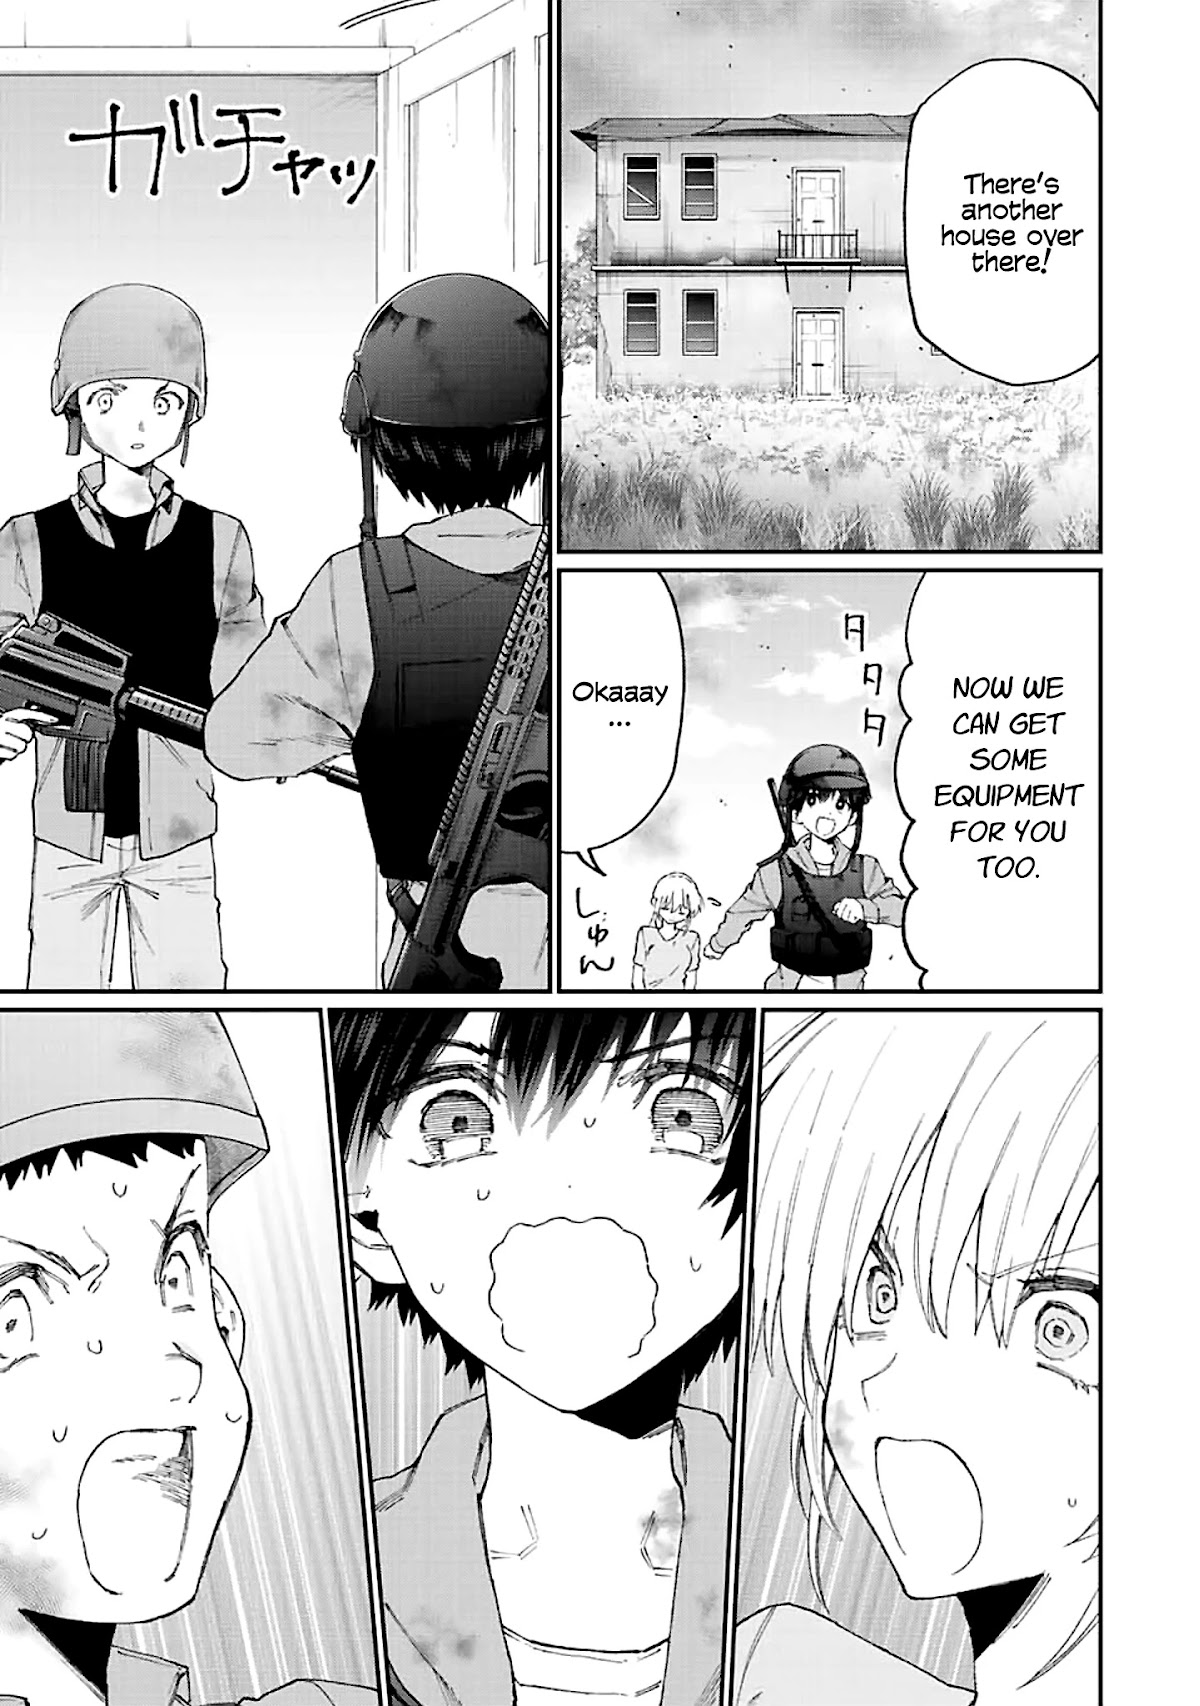 There's
another
house over
there!
NOW WE
CAN GET
SOME
EQUIPMENT
FOR YOU
TOO.
タタタ
Okaaay
...
しゅん
ガチャッ